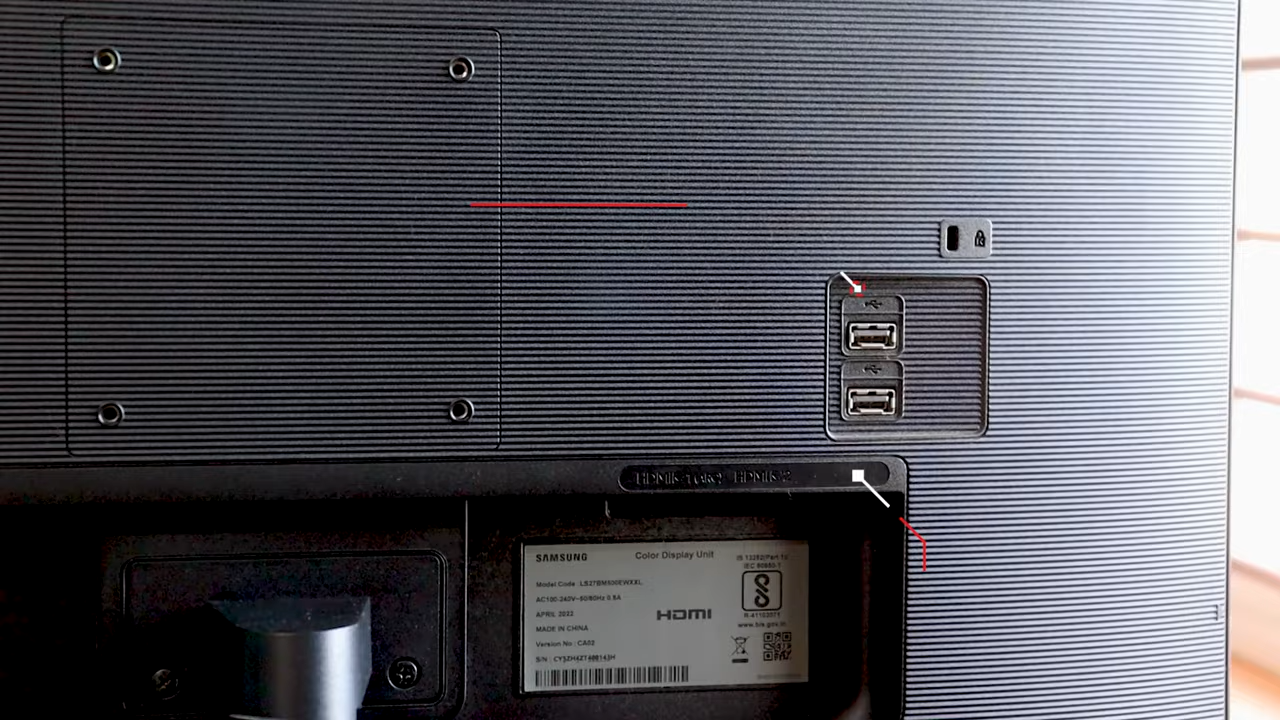 HDMI 1 (ARC) HDMI 2
SAMSUNG
Color Display Unit
Model Code : LS27BM500EWXXL
AC100-240V~50/60Hz 0.8A
APRIL 2022
MADE IN CHINA
Version No : CA02
HDMI
IS 13252(Part 1)/
IEC 60950-1
R-41103071
www.bis.gov.in